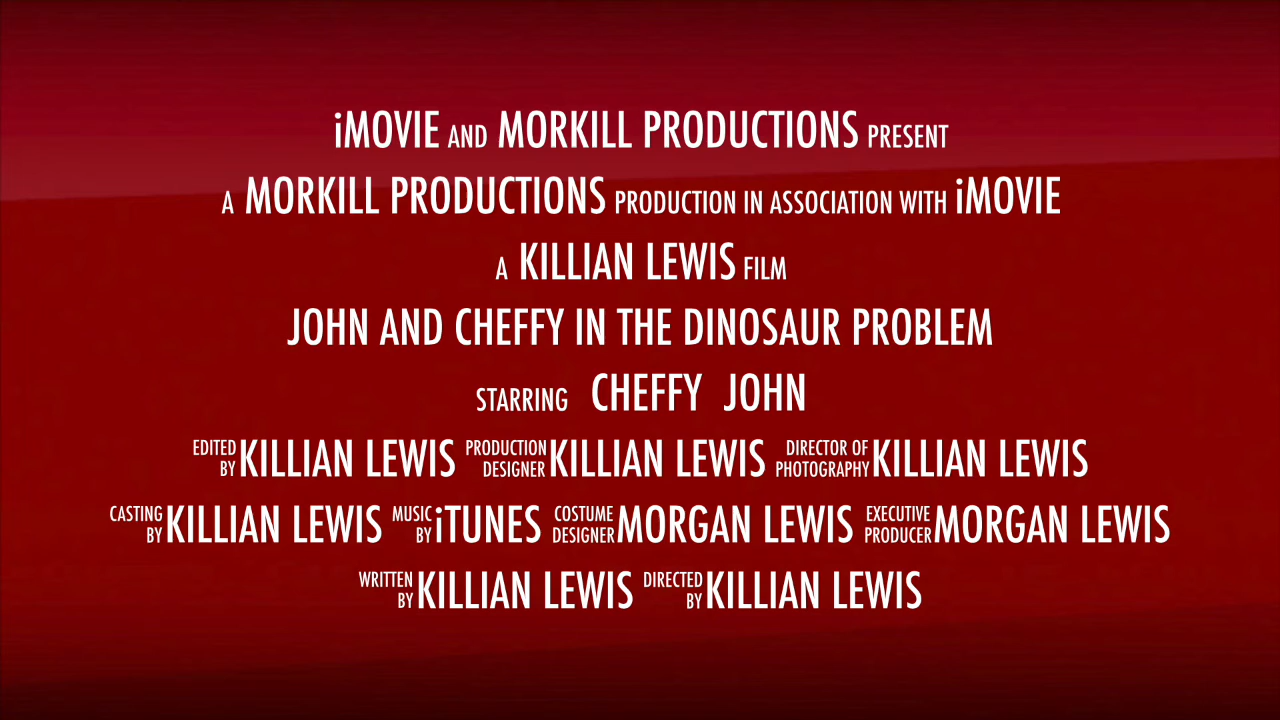 iMOVIE AND MORKILL PRODUCTIONS PRESENT
A MORKILL PRODUCTIONS PRODUCTION IN ASSOCIATION WITH iMOVIE
A KILLIAN LEWIS FILM
JOHN AND CHEFFY IN THE DINOSAUR PROBLEM
STARRING CHEFFY JOHN
EDITED BY KILLIAN LEWIS PRODUCTION DESIGNER KILLIAN LEWIS DIRECTOR OF PHOTOGRAPHY KILLIAN LEWIS
CASTING BY KILLIAN LEWIS MUSIC BY iTUNES COSTUME DESIGNER MORGAN LEWIS EXECUTIVE PRODUCER MORGAN LEWIS
WRITTEN BY KILLIAN LEWIS DIRECTED BY KILLIAN LEWIS